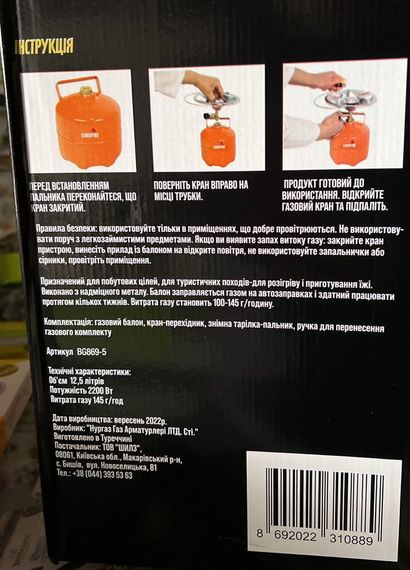 ІНСТРУКЦІЯ
EUROFIRE
EUROFIRE
EUROFIRE
ПЕРЕД ВСТАНОВЛЕННЯМ
ПАЛЬНИКА ПЕРЕКОНАЙТЕСЯ, ЩО
КРАН ЗАКРИТИЙ.
ПОВЕРНІТЬ КРАН ВПРАВО НА
МІСЦІ ТРУБКИ.
ПРОДУКТ ГОТОВИЙ ДО
ВИКОРИСТАННЯ. ВІДКРИЙТЕ
ГАЗОВИЙ КРАН ТА ПІДПАЛІТЬ.
Правила безпеки: використовуйте тільки в приміщеннях, що добре провітрюються. Не використову-
вати поруч з легкозаймистими предметами. Якщо ви виявите запах витоку газу: закрийте кран
пристрою, винесіть прилад із балоном на відкрите повітря, не використовуйте запальнички або
сірники, провітріть приміщення.
Призначений для побутових цілей, для туристичних походів-для розігріву і приготування їжі.
Виконано з надміцного металу. Балон заправляється газом на автозаправках і здатний працювати
протягом кількох тижнів. Витрата газу становить 100-145 г/годину.
Комплектація: газовий балон, кран-перехідник, знімна тарілка-пальник, ручка для перенесення
газового комплекту
Артикул BG869-5
Технічні характеристики:
Об'єм 12,5 літрів
Потужність 2200 Вт
Витрата газу 145 г/год
Дата виробництва: вересень 2022р.
Виробник: "Нургаз Газ Арматурлері ЛТД. Сті."
Виготовлено в Туреччині
Постачальник: ТОВ "ШИЛЗ",
08061, Київська обл., Макарівський р-н,
с. Бишів, вул. Новоселицька, 81
Тел.: +38 (044) 393 53 63
8 692022 310889